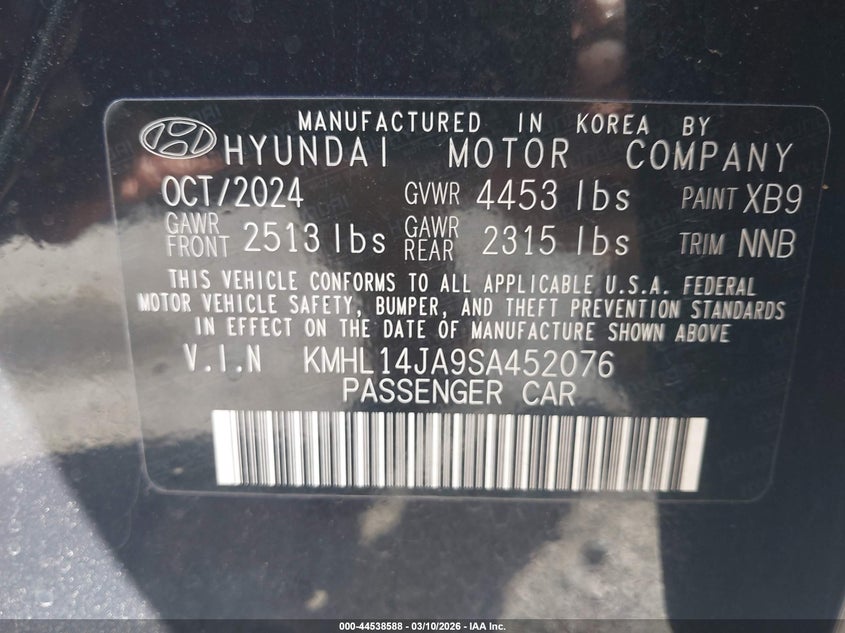 MANUFACTURED IN KOREA BY
HYUNDAI MOTOR COMPANY
OCT/2024 GVWR 4453 lbs PAINT XB9
GAWR FRONT 2513 lbs GAWR REAR 2315 lbs TRIM NNB
THIS VEHICLE CONFORMS TO ALL APPLICABLE U.S.A. FEDERAL
MOTOR VEHICLE SAFETY, BUMPER, AND THEFT PREVENTION STANDARDS
IN EFFECT ON THE DATE OF MANUFACTURE SHOWN ABOVE
V.I.N KMHL14JA9SA452076
PASSENGER CAR
000-44538588 - 03/10/2026 - IAA Inc.